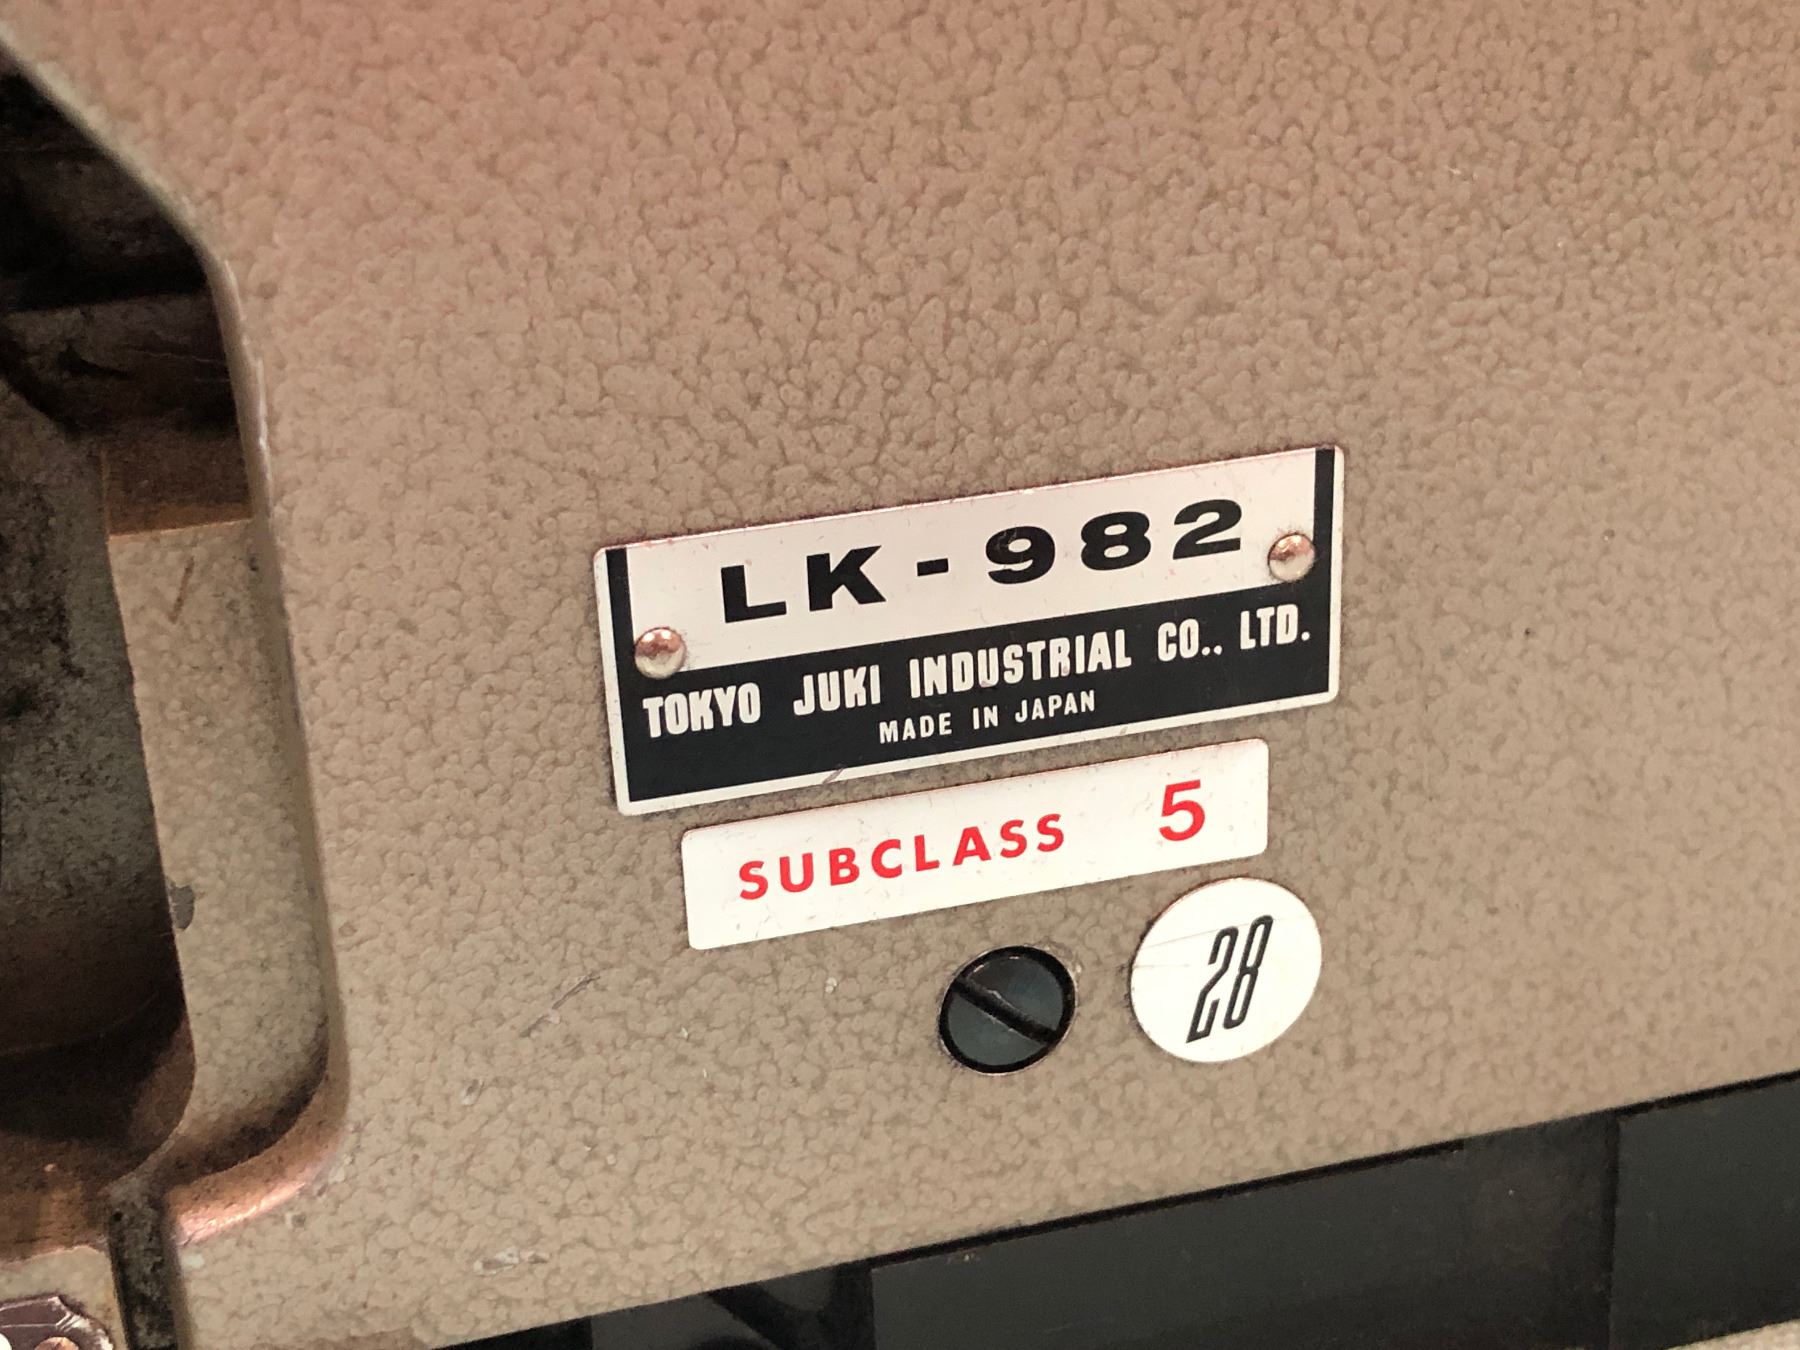 LK-982
TOKYO JUKI INDUSTRIAL CO.. LTD.
MADE IN JAPAN
SUBCLASS 5
28